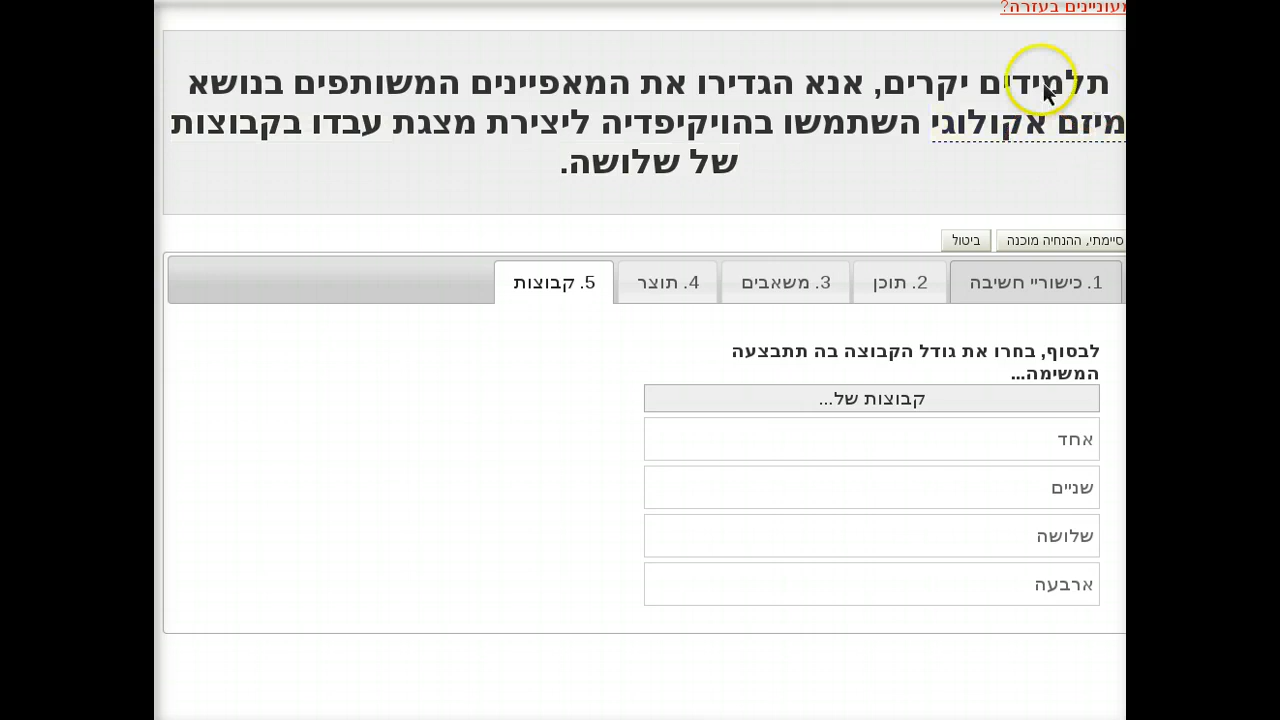 מעוניינים בעזרה?
תלמידים יקרים, אנא הגדירו את המאפיינים המשותפים בנושא
מיזם אקולוגי השתמשו בהויקיפדיה ליצירת מצגת עבדו בקבוצות
של שלושה.
סיימתי, ההנחיה מוכנה
ביטול
1. כישוריי חשיבה
2. תוכן
3. משאבים
4. תוצר
5. קבוצות
לבסוף, בחרו את גודל הקבוצה בה תתבצעה
המשימה...
קבוצות של...
אחד
שניים
שלושה
ארבעה